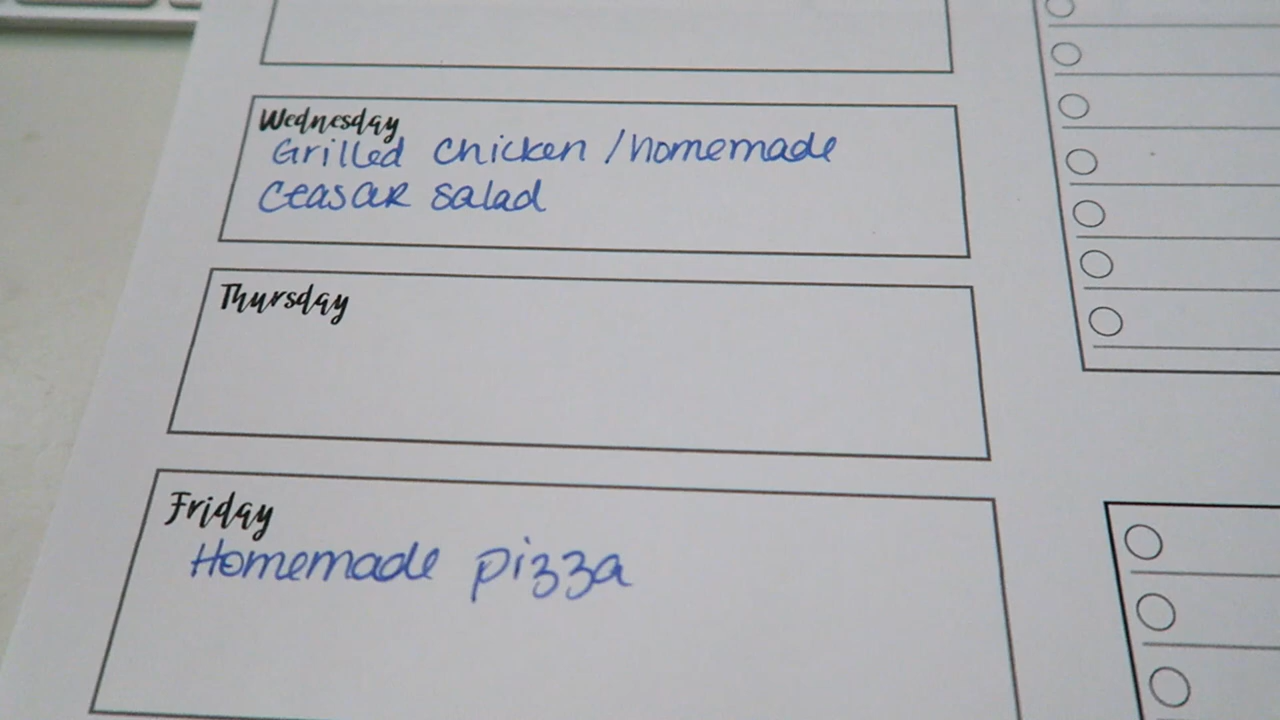 Wednesday
Grilled Chicken / homemade
Ceasar salad
Thursday
Friday
Homemade pizza